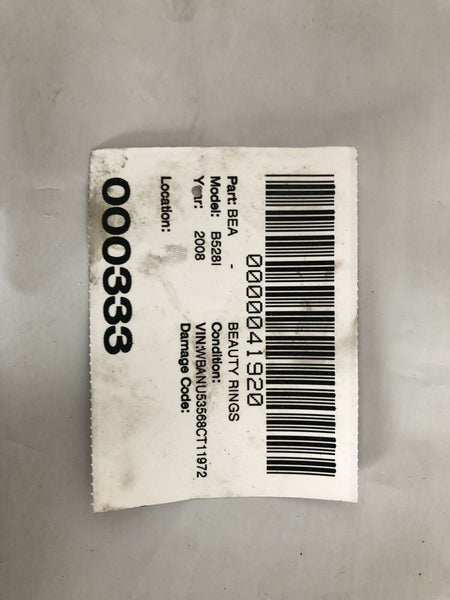 0000041920
Part: BEA - BEAUTY RINGS
Model: B528I Condition:
Year: 2008 VIN:WBANU53568CT11972
Damage Code:
Location:
000333